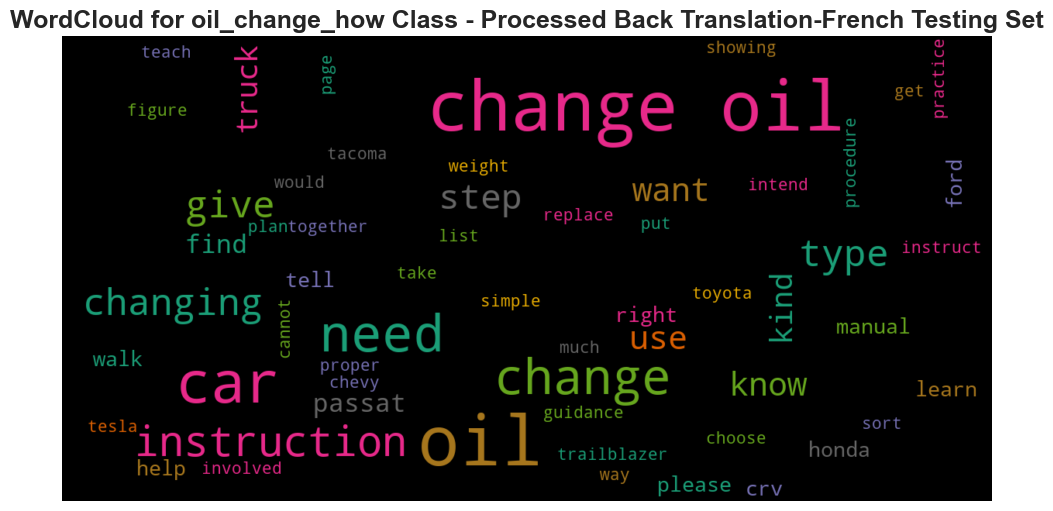 WordCloud for oil_change_how Class - Processed Back Translation-French Testing Set
teach
truck
page
showing
practice
figure
change oil
get
procedure
tacoma
weight
would
give
step
want
intend
ford
replace
plan
together
put
find
list
type
instruct
tell
take
kind
changing
simple
toyota
cannot
need
right
use
manual
walk
much
proper
car
chevy
change
know
learn
passat
guidance
tesla
instruction
oil
choose
sort
help
involved
trailblazer
honda
way
please
crv